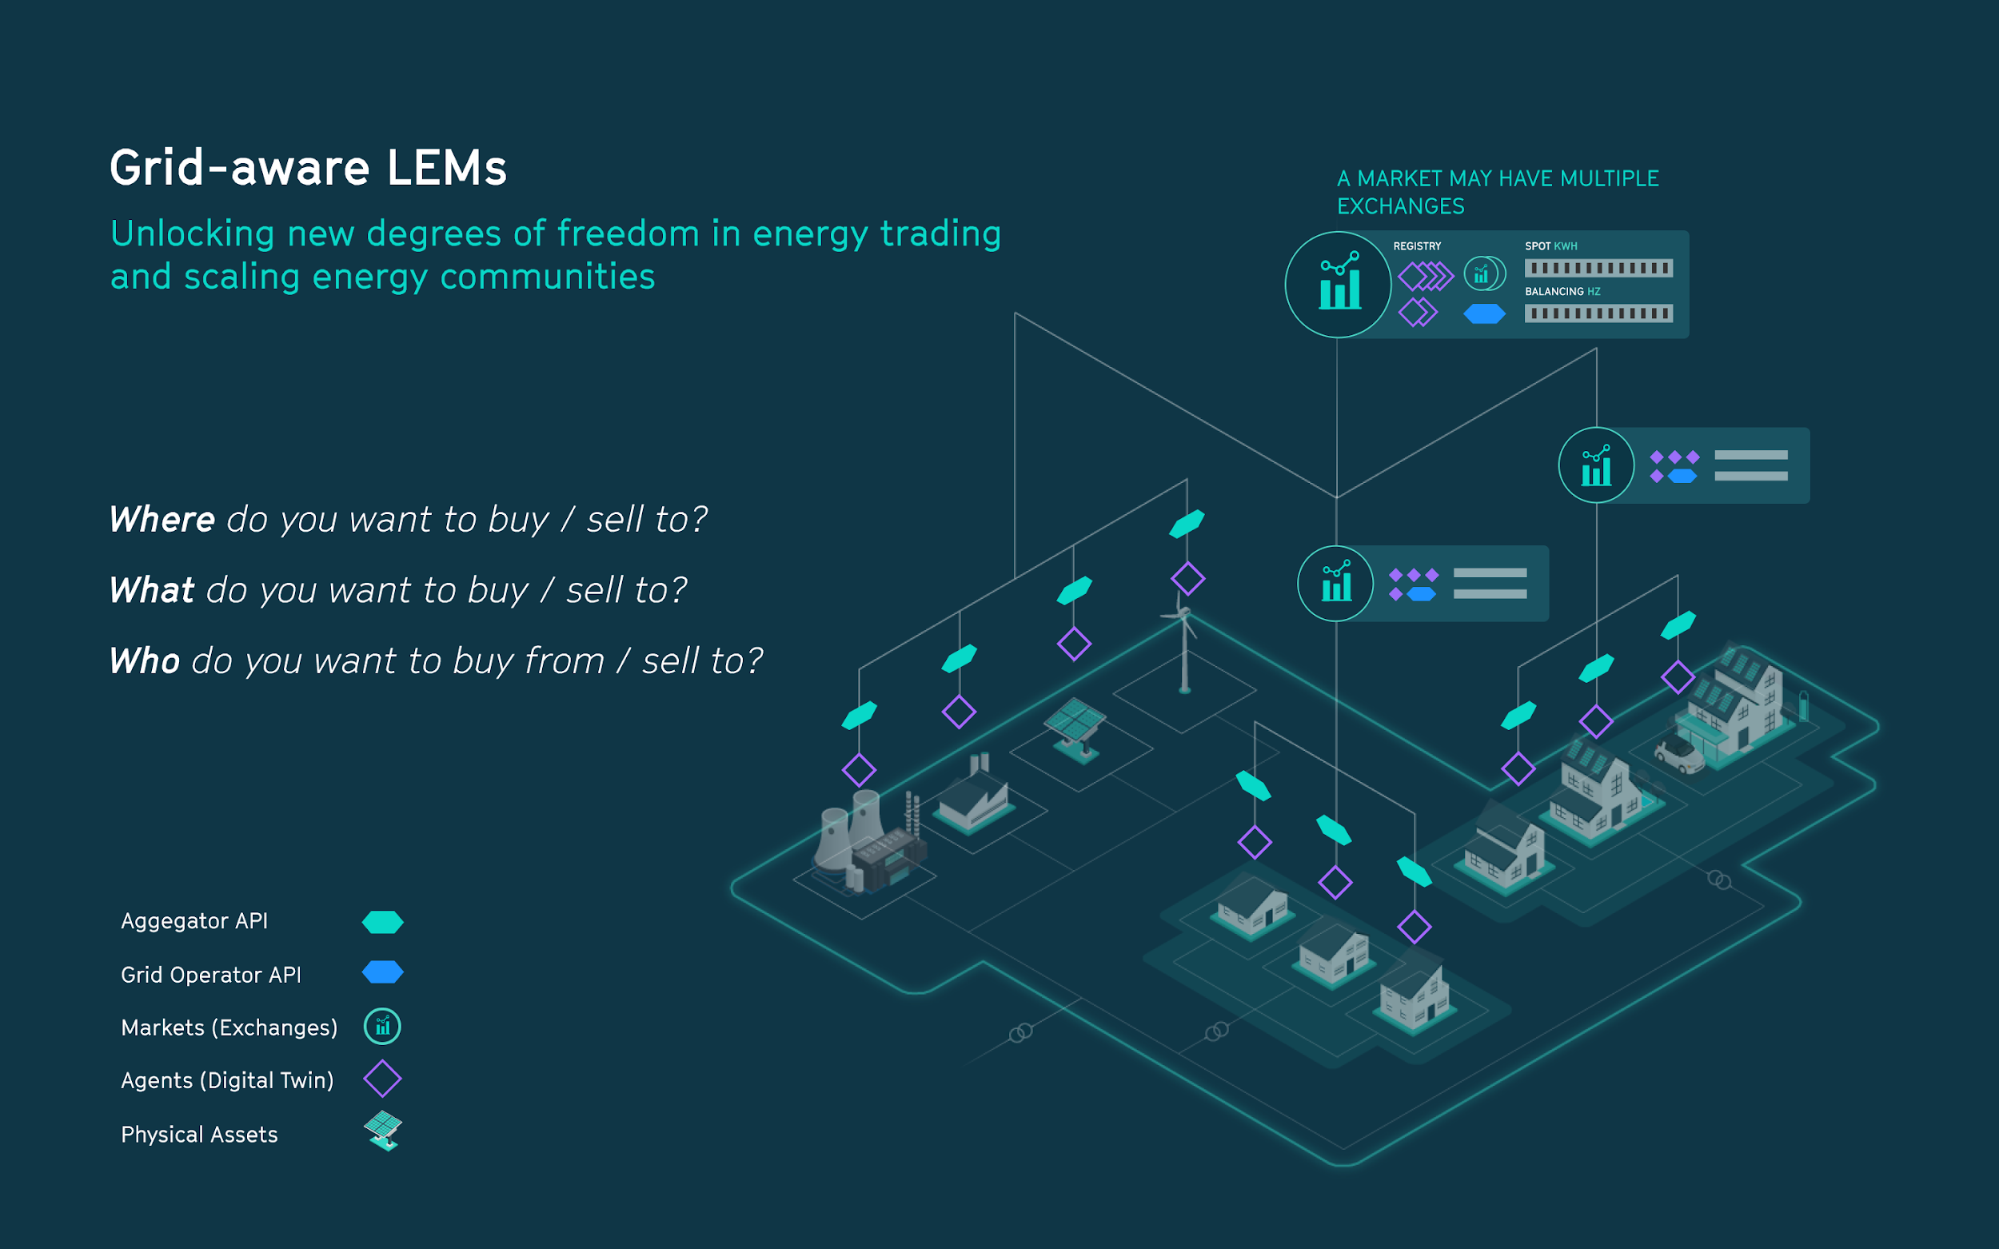 Grid-aware LEMs
Unlocking new degrees of freedom in energy trading
and scaling energy communities
A MARKET MAY HAVE MULTIPLE
EXCHANGES
REGISTRY
SPOT KWH
BALANCING HZ
Where do you want to buy / sell to?
What do you want to buy / sell to?
Who do you want to buy from / sell to?
Aggegator API
Grid Operator API
Markets (Exchanges)
Agents (Digital Twin)
Physical Assets